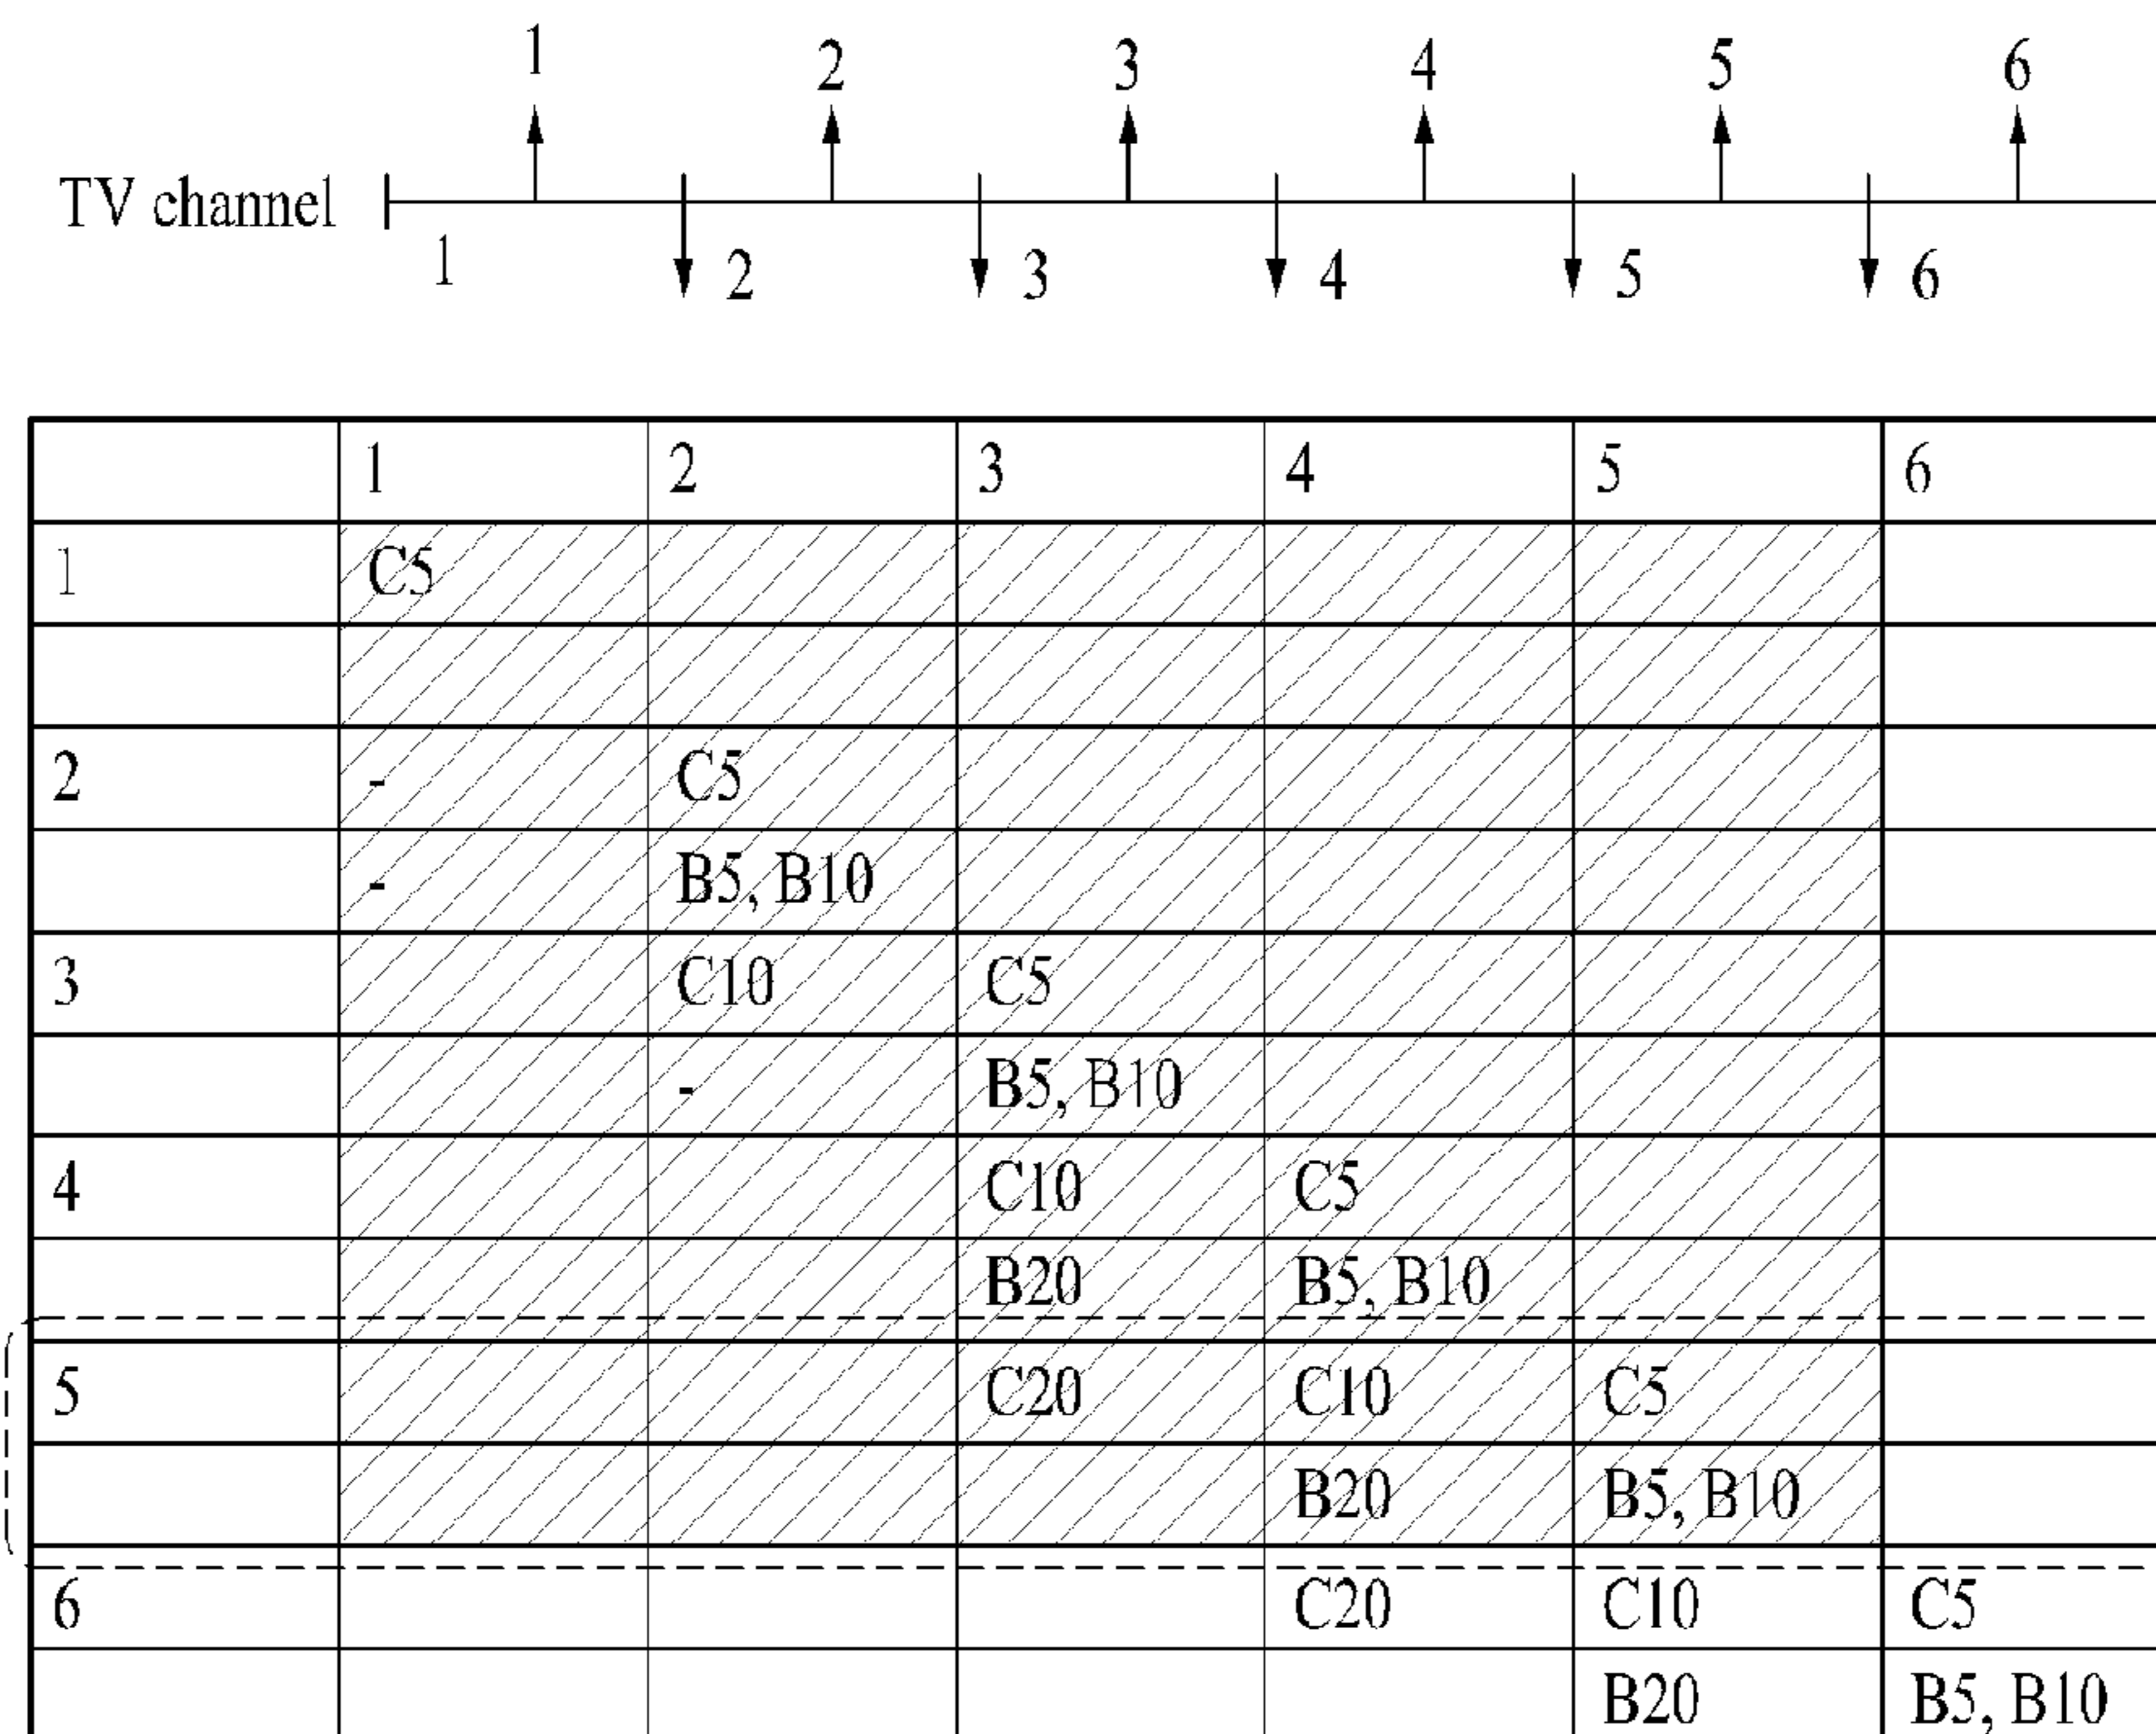 1 2 3 4 5 6
TV channel
1 2 3 4 5 6
1 2 3 4 5 6
1 C5
2 - C5
- B5, B10
3 C10 C5
- B5, B10
4 C10 C5
B20 B5, B10
5 C20 C10 C5
B20 B5, B10
6 C20 C10 C5
B20 B5, B10